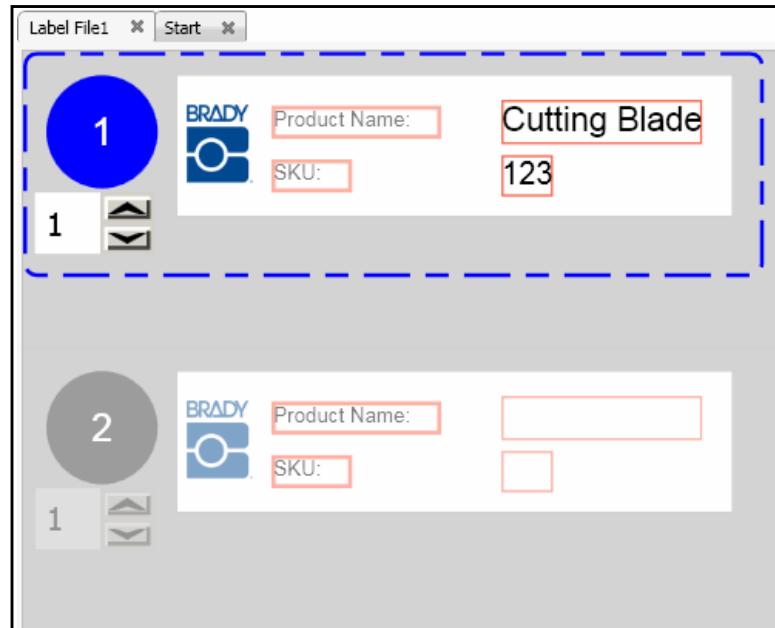 Label File1 Start
1
BRADY
Product Name: Cutting Blade
SKU: 123
1
2
BRADY
Product Name:
SKU:
1